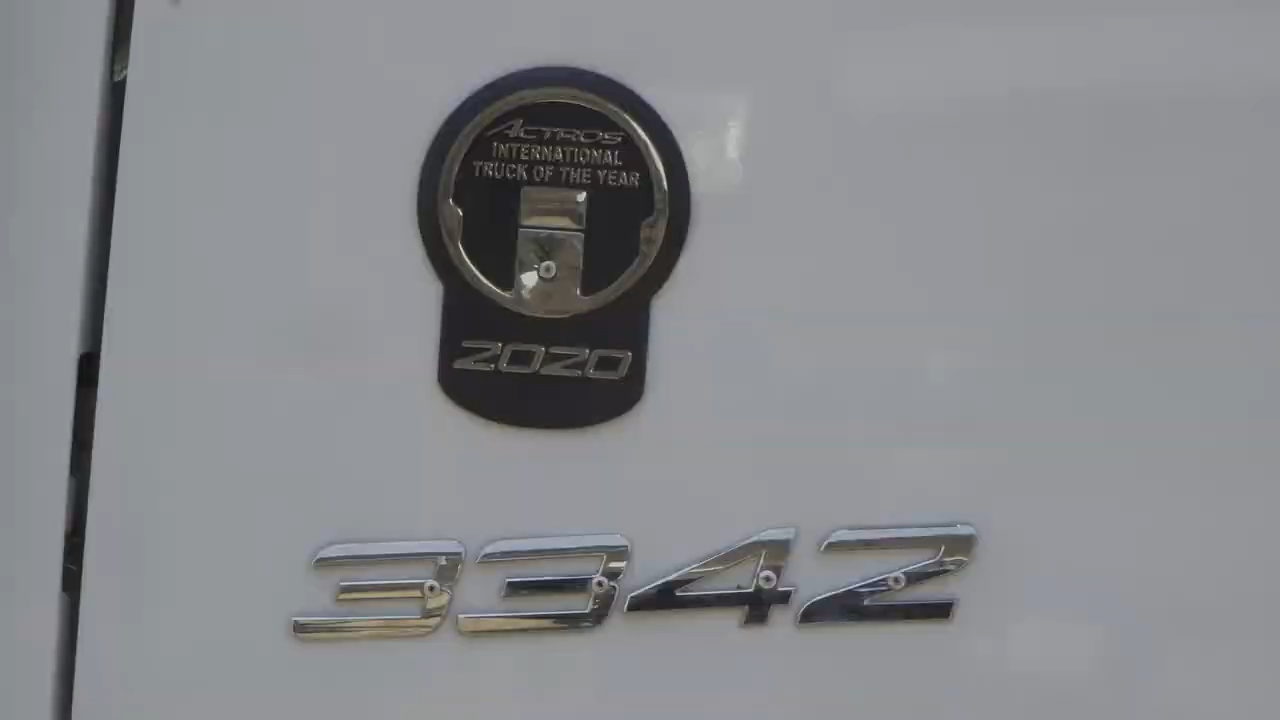 ACTROS
INTERNATIONAL
TRUCK OF THE YEAR
2020
3342